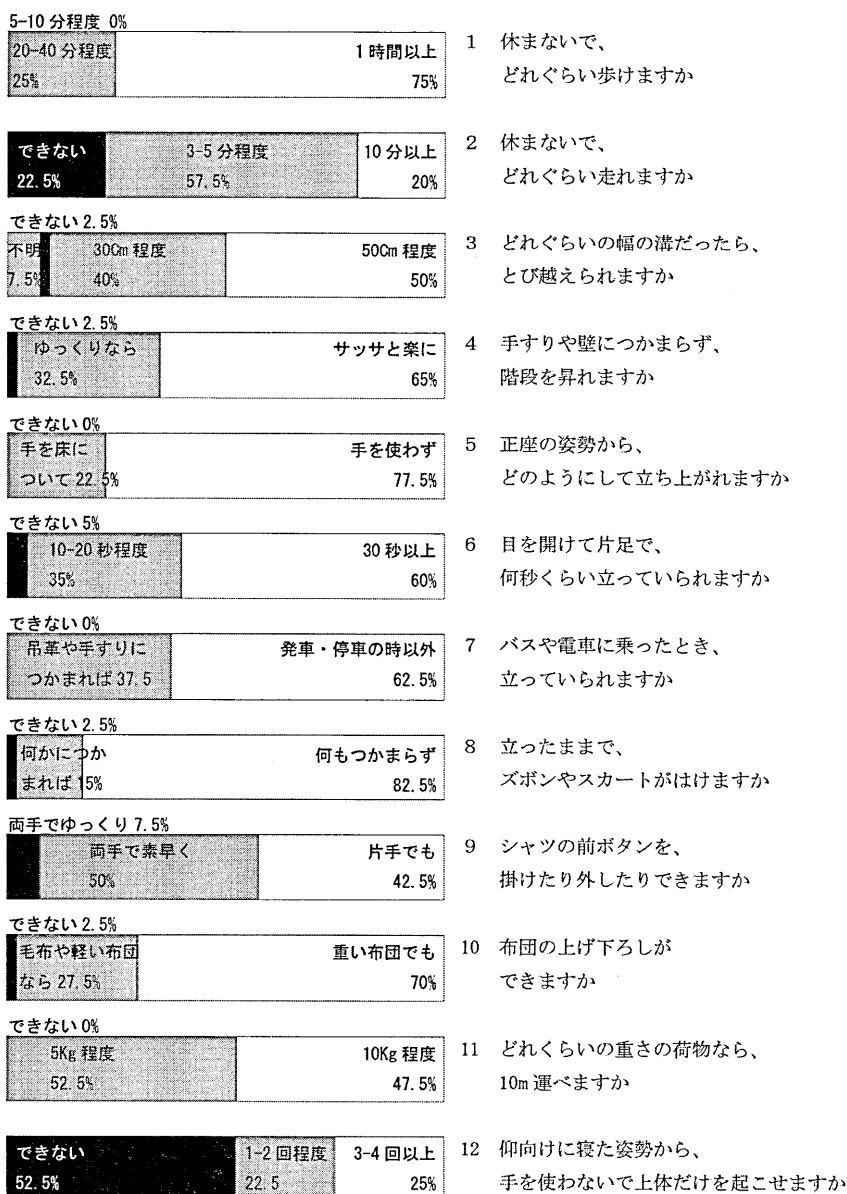 5-10 分程度 0%
20-40 分程度 1 時間以上
25% 75%
1 休まないで、
どれぐらい歩けますか
できない 3-5 分程度 10 分以上
22.5% 57.5% 20%
2 休まないで、
どれぐらい走れますか
できない 2.5%
不明 30Cm 程度 50Cm 程度
7.5% 40% 50%
3 どれぐらいの幅の溝だったら、
とび越えられますか
できない 2.5%
ゆっくりなら サッサと楽に
32.5% 65%
4 手すりや壁につかまらず、
階段を昇れますか
できない 0%
手を床に 手を使わず
ついて 22.5% 77.5%
5 正座の姿勢から、
どのようにして立ち上がれますか
できない 5%
10-20 秒程度 30 秒以上
35% 60%
6 目を開けて片足で、
何秒くらい立っていられますか
できない 0%
吊革や手すりに 発車・停車の時以外
つかまれば 37.5 62.5%
7 バスや電車に乗ったとき、
立っていられますか
できない 2.5%
何かにつか 何もつかまらず
まれば 15% 82.5%
8 立ったままで、
ズボンやスカートがはけますか
両手でゆっくり 7.5%
両手で素早く 片手でも
50% 42.5%
9 シャツの前ボタンを、
掛けたり外したりできますか
できない 2.5%
毛布や軽い布団 重い布団でも
なら 27.5% 70%
10 布団の上げ下ろしが
できますか
できない 0%
5Kg 程度 10Kg 程度
52.5% 47.5%
11 どれくらいの重さの荷物なら、
10m 運べますか
できない 1-2 回程度 3-4 回以上
52.5% 22.5 25%
12 仰向けに寝た姿勢から、
手を使わないで上体だけを起こせますか